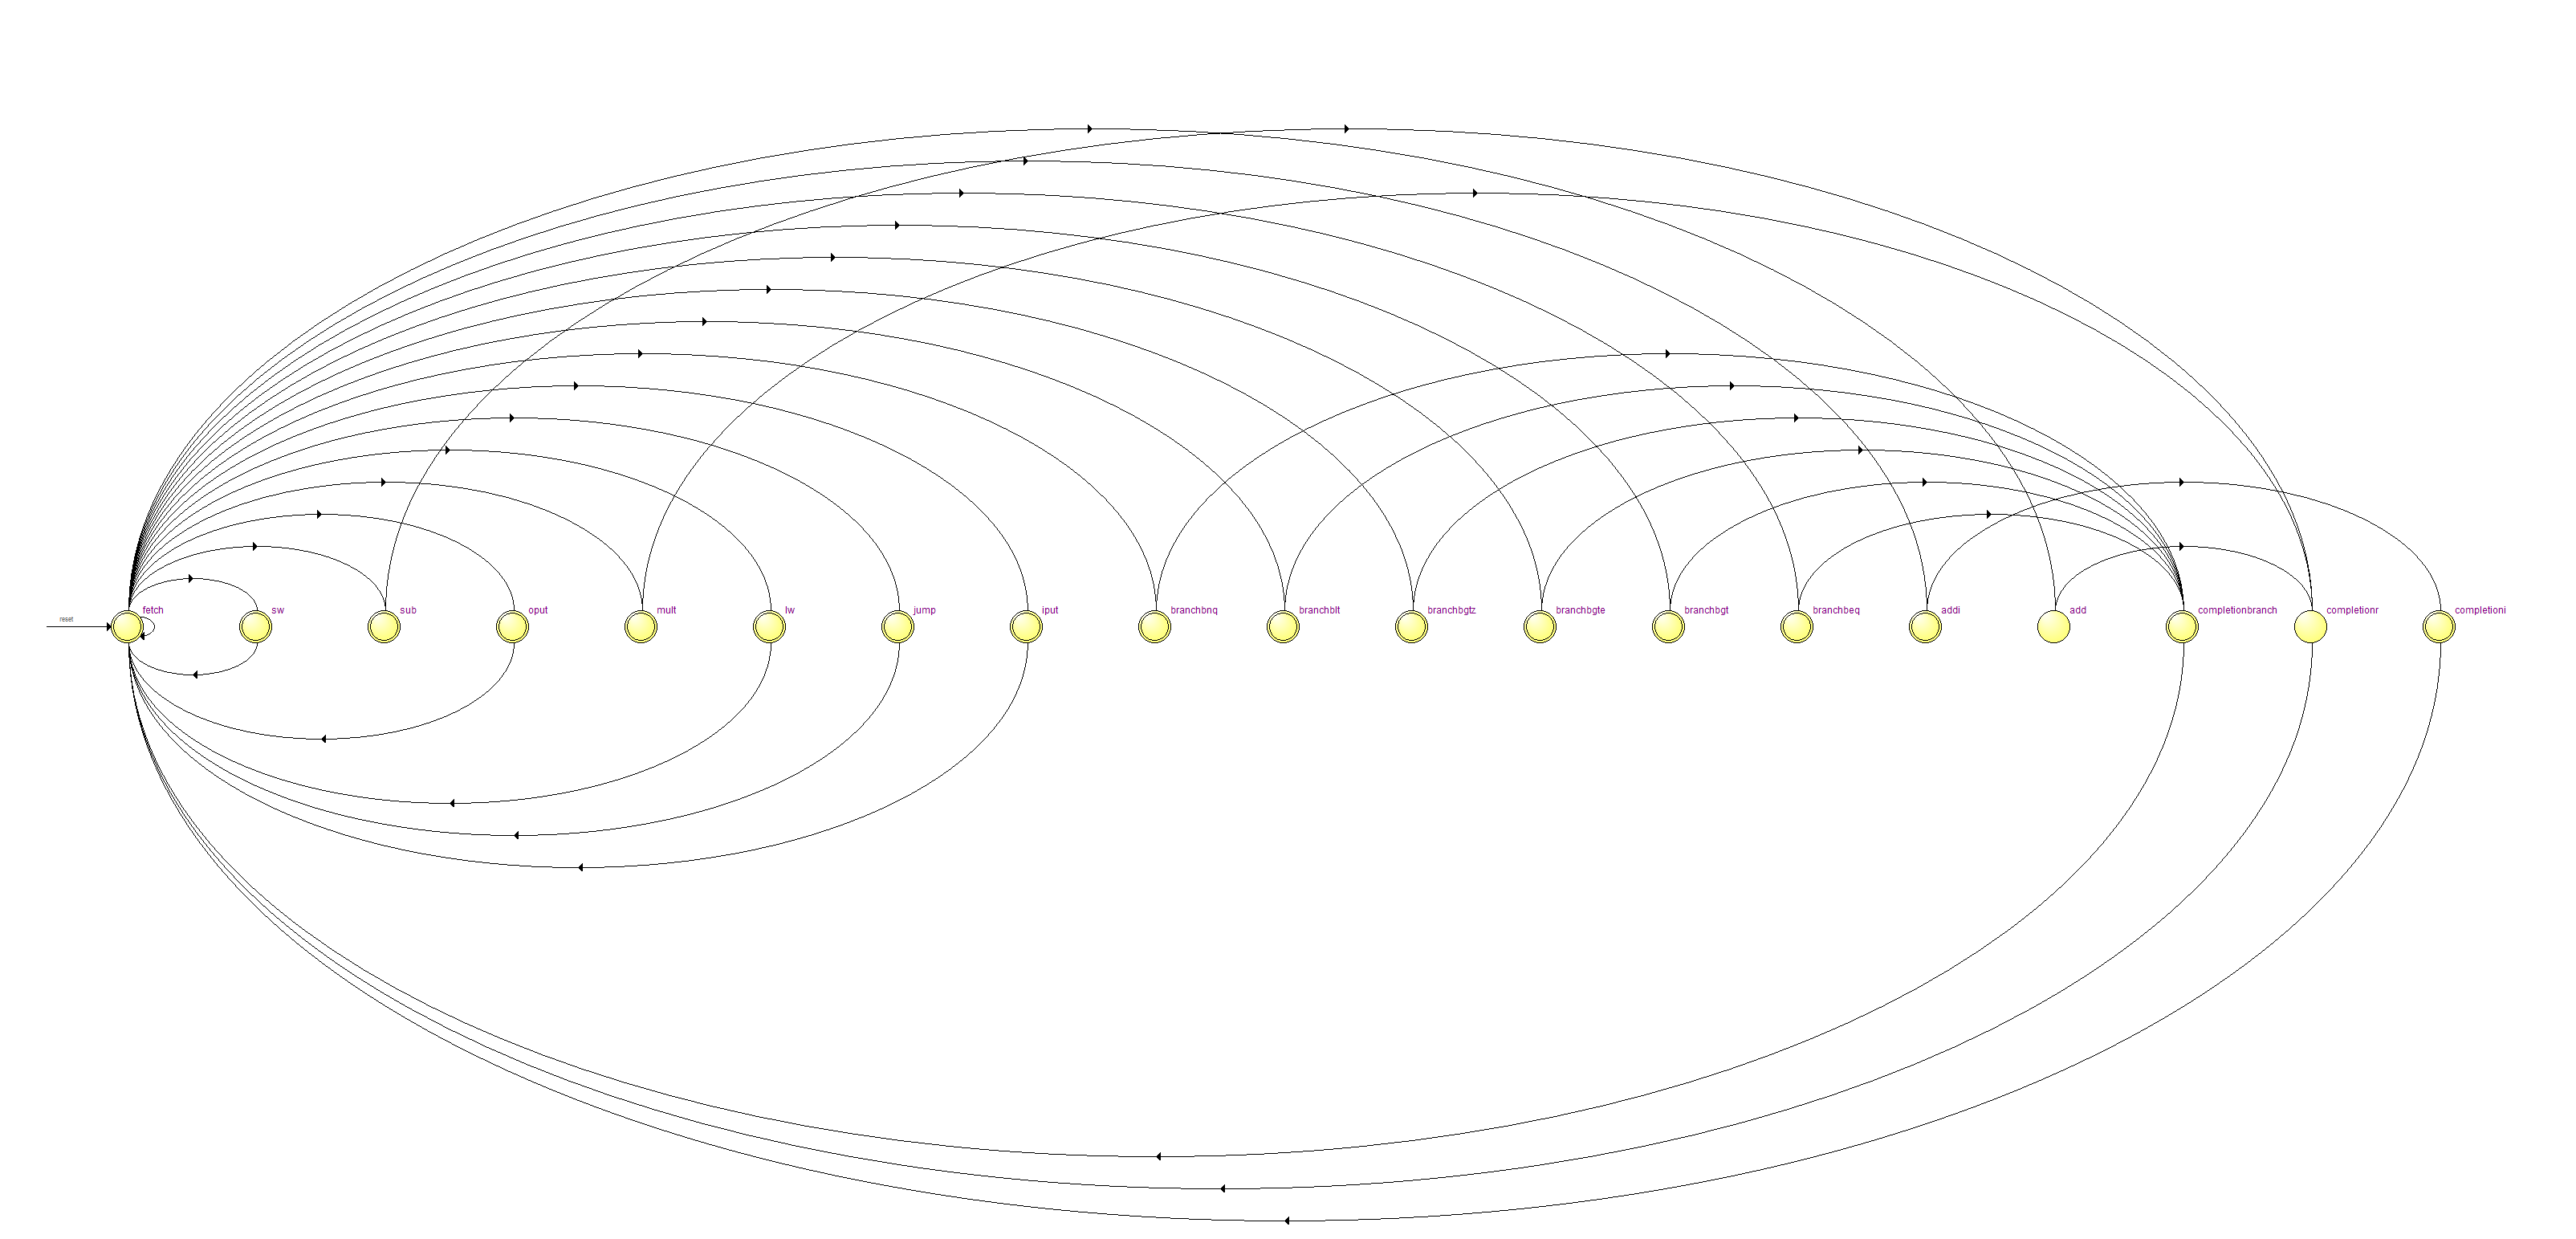 reset
fetch
sw
sub
oput
mult
lw
jump
iput
branchbnq
branchblt
branchbgtz
branchbgte
branchbgt
branchbeq
addi
add
completionbranch
completionr
completioni